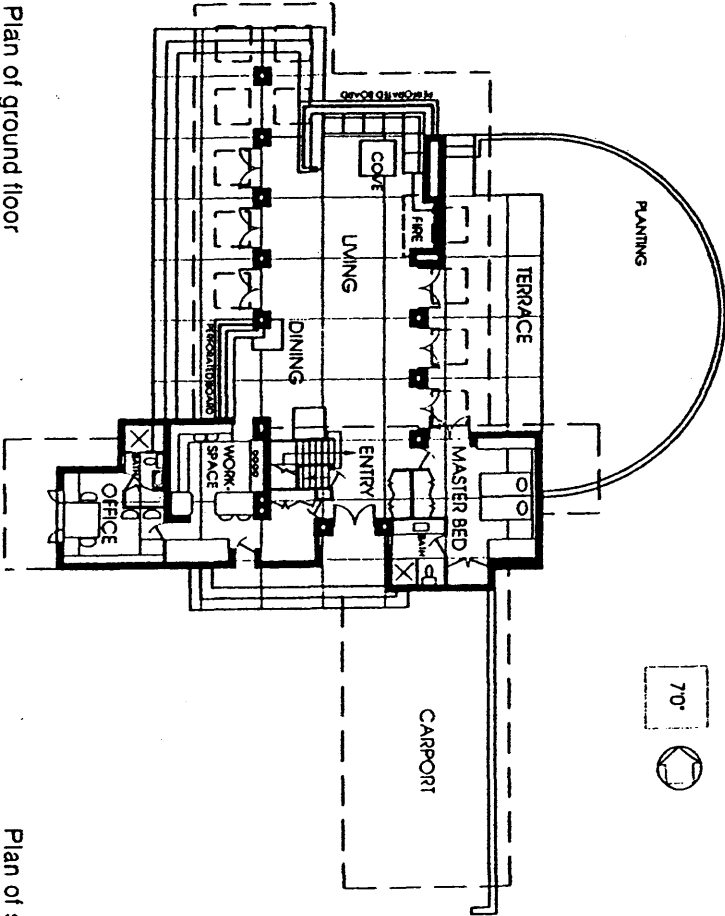 Plan of ground floor
PLANTING
TERRACE
PERFORATED BOARD
COVE
FIRE
LIVING
DINING
PERFORATED BOARD
MASTER BED
ENTRY
BATH
WORK-
SPACE
BATH
OFFICE
CARPORT
7'0"
Plan of s